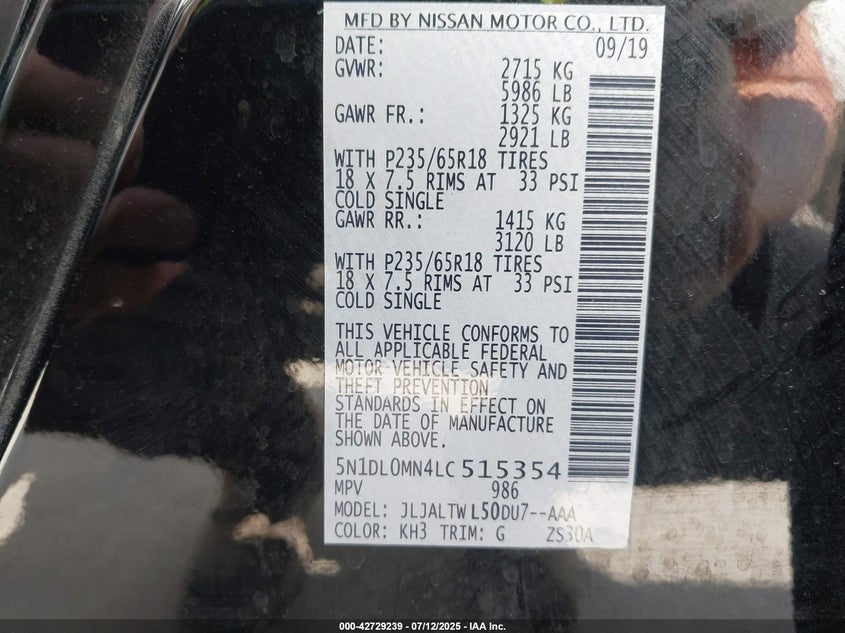 MFD BY NISSAN MOTOR CO., LTD.
DATE: 09/19
GVWR: 2715 KG
5986 LB
GAWR FR.: 1325 KG
2921 LB
WITH P235/65R18 TIRES
18 X 7.5 RIMS AT 33 PSI
COLD SINGLE
GAWR RR.: 1415 KG
3120 LB
WITH P235/65R18 TIRES
18 X 7.5 RIMS AT 33 PSI
COLD SINGLE
THIS VEHICLE CONFORMS TO
ALL APPLICABLE FEDERAL
MOTOR VEHICLE SAFETY AND
THEFT PREVENTION
STANDARDS IN EFFECT ON
THE DATE OF MANUFACTURE
SHOWN ABOVE.
5N1DL0MN4LC515354
MPV 986
MODEL: JLJALTWL50DU7--AAA
COLOR: KH3 TRIM: G ZS30A
000-42729239 - 07/12/2025 - IAA Inc.